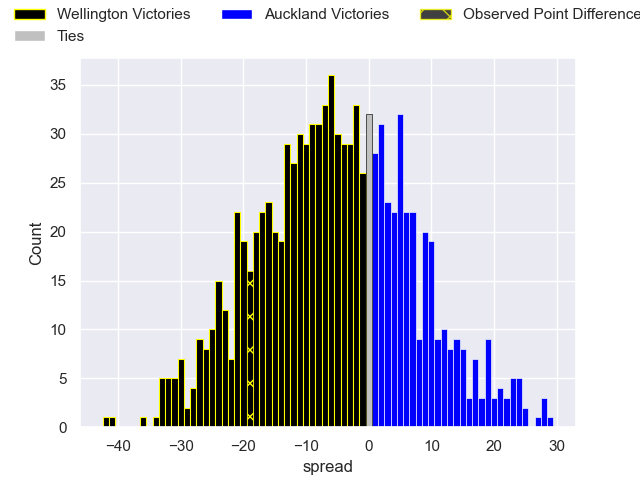 Wellington Victories
Auckland Victories
Observed Point Difference
Ties
35
30
25
20
15
10
5
0
Count
−40
−30
−20
−10
0
10
20
30
spread